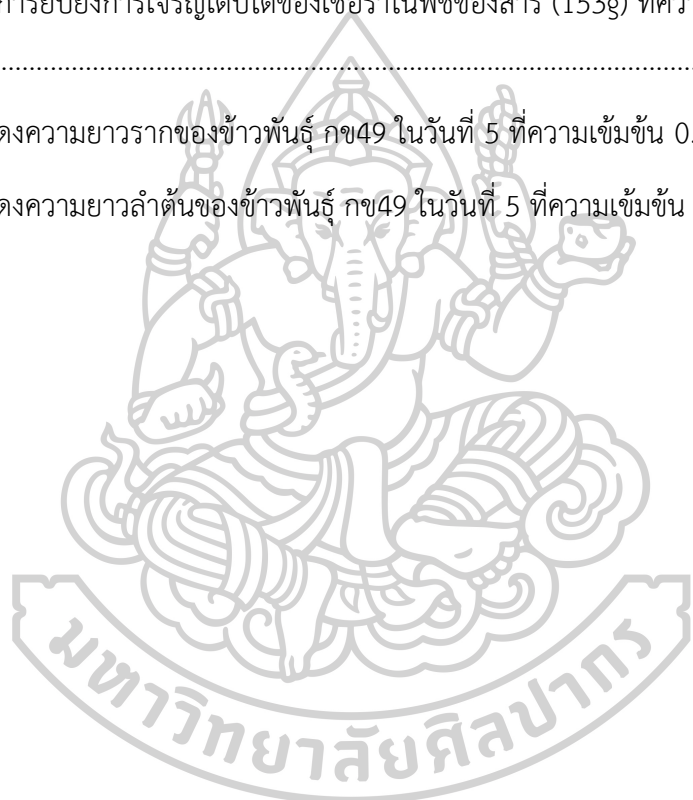 การยับยั้งการเจริญเติบโตของเชื้อราในพืชของสาร (153g) ที่ควา
....................................................................................................
ดงความยาวรากของข้าวพันธุ์ กข49 ในวันที่ 5 ที่ความเข้มข้น 0.
ดงความยาวลำต้นของข้าวพันธุ์ กข49 ในวันที่ 5 ที่ความเข้มข้น
มหาวิทยาลัยศิลปากร